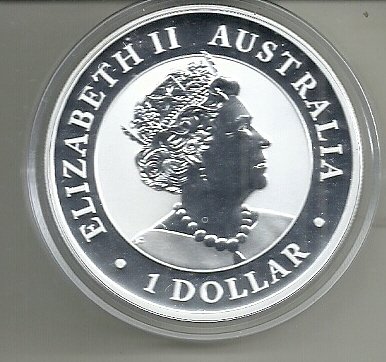 ELIZABETH II AUSTRALIA
• 1 DOLLAR •